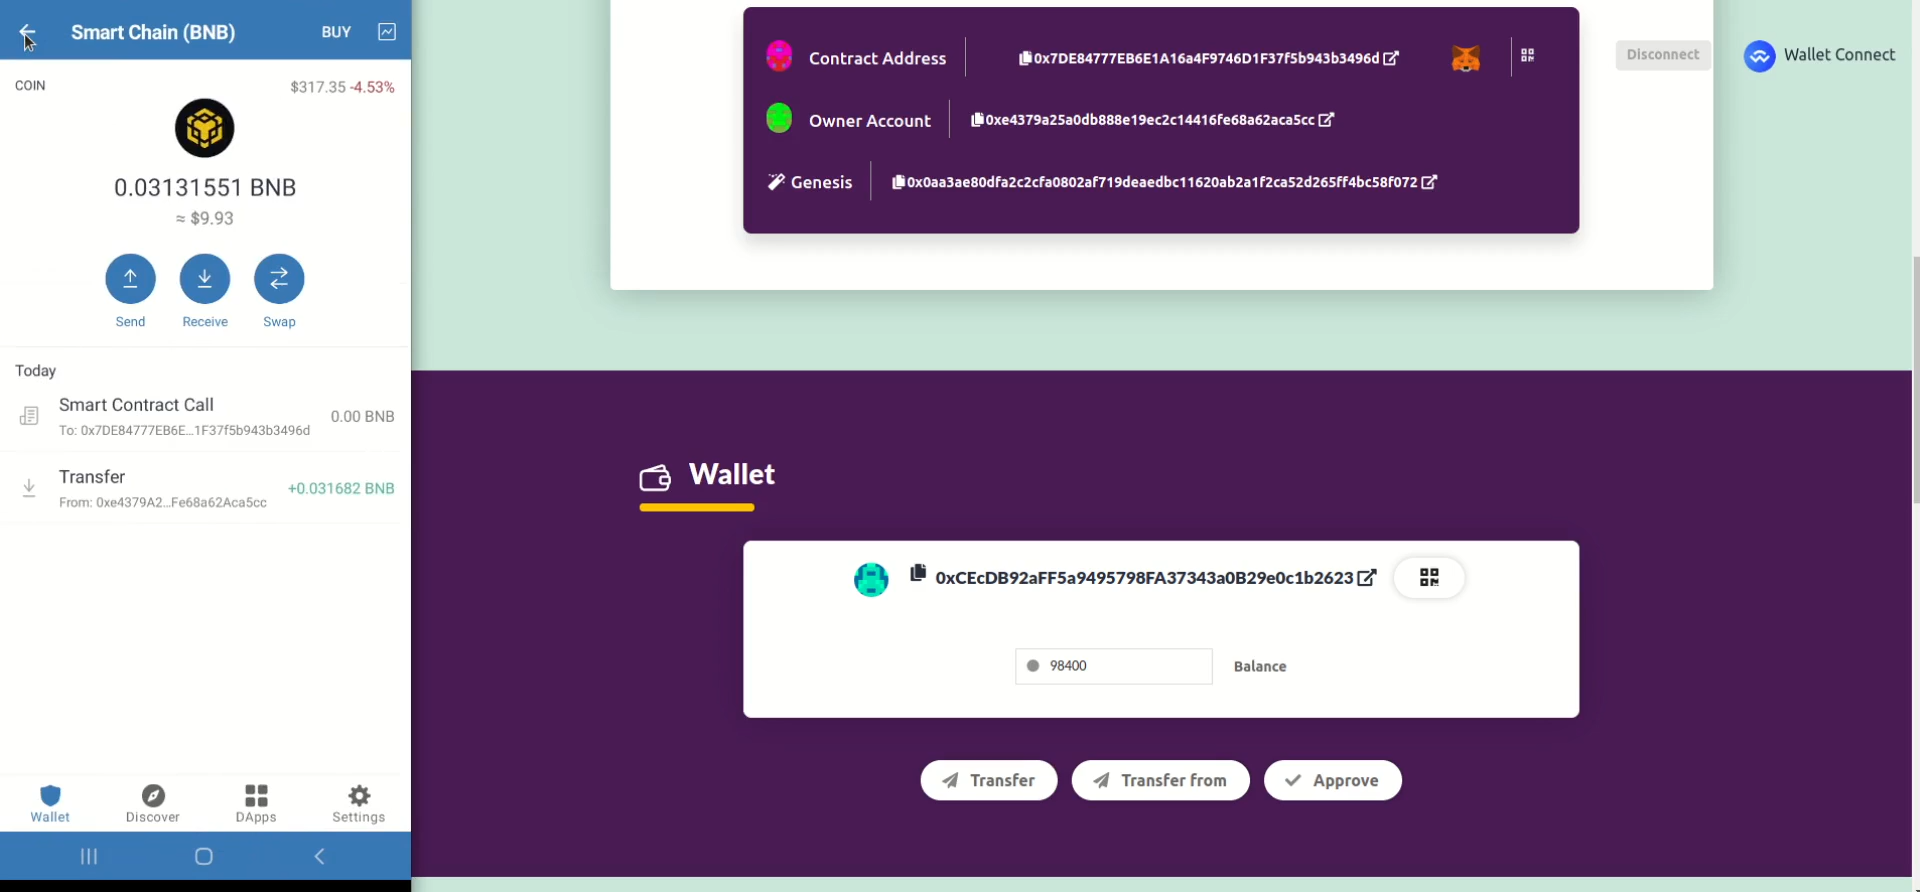 Smart Chain (BNB)
BUY
COIN
$317.35 -4.53%
0.03131551 BNB
≈ $9.93
Send
Receive
Swap
Today
Smart Contract Call
0.00 BNB
To: 0x7DE84777EB6E...1F37f5b943b3496d
Transfer
+0.031682 BNB
From: 0xe4379A2...Fe68a62Aca5cc
Wallet
Discover
DApps
Settings
Contract Address
0x7DE84777EB6E1A16a4F9746D1F37f5b943b3496d
Disconnect
Wallet Connect
Owner Account
0xe4379a25a0db888e19ec2c14416fe68a62aca5cc
Genesis
0x0aa3ae80dfa2c2cfa0802af719deaedbc11620ab2a1f2ca52d265ff4bc58f072
Wallet
0xCEcDB92aFF5a9495798FA37343a0B29e0c1b2623
98400
Balance
Transfer
Transfer from
Approve